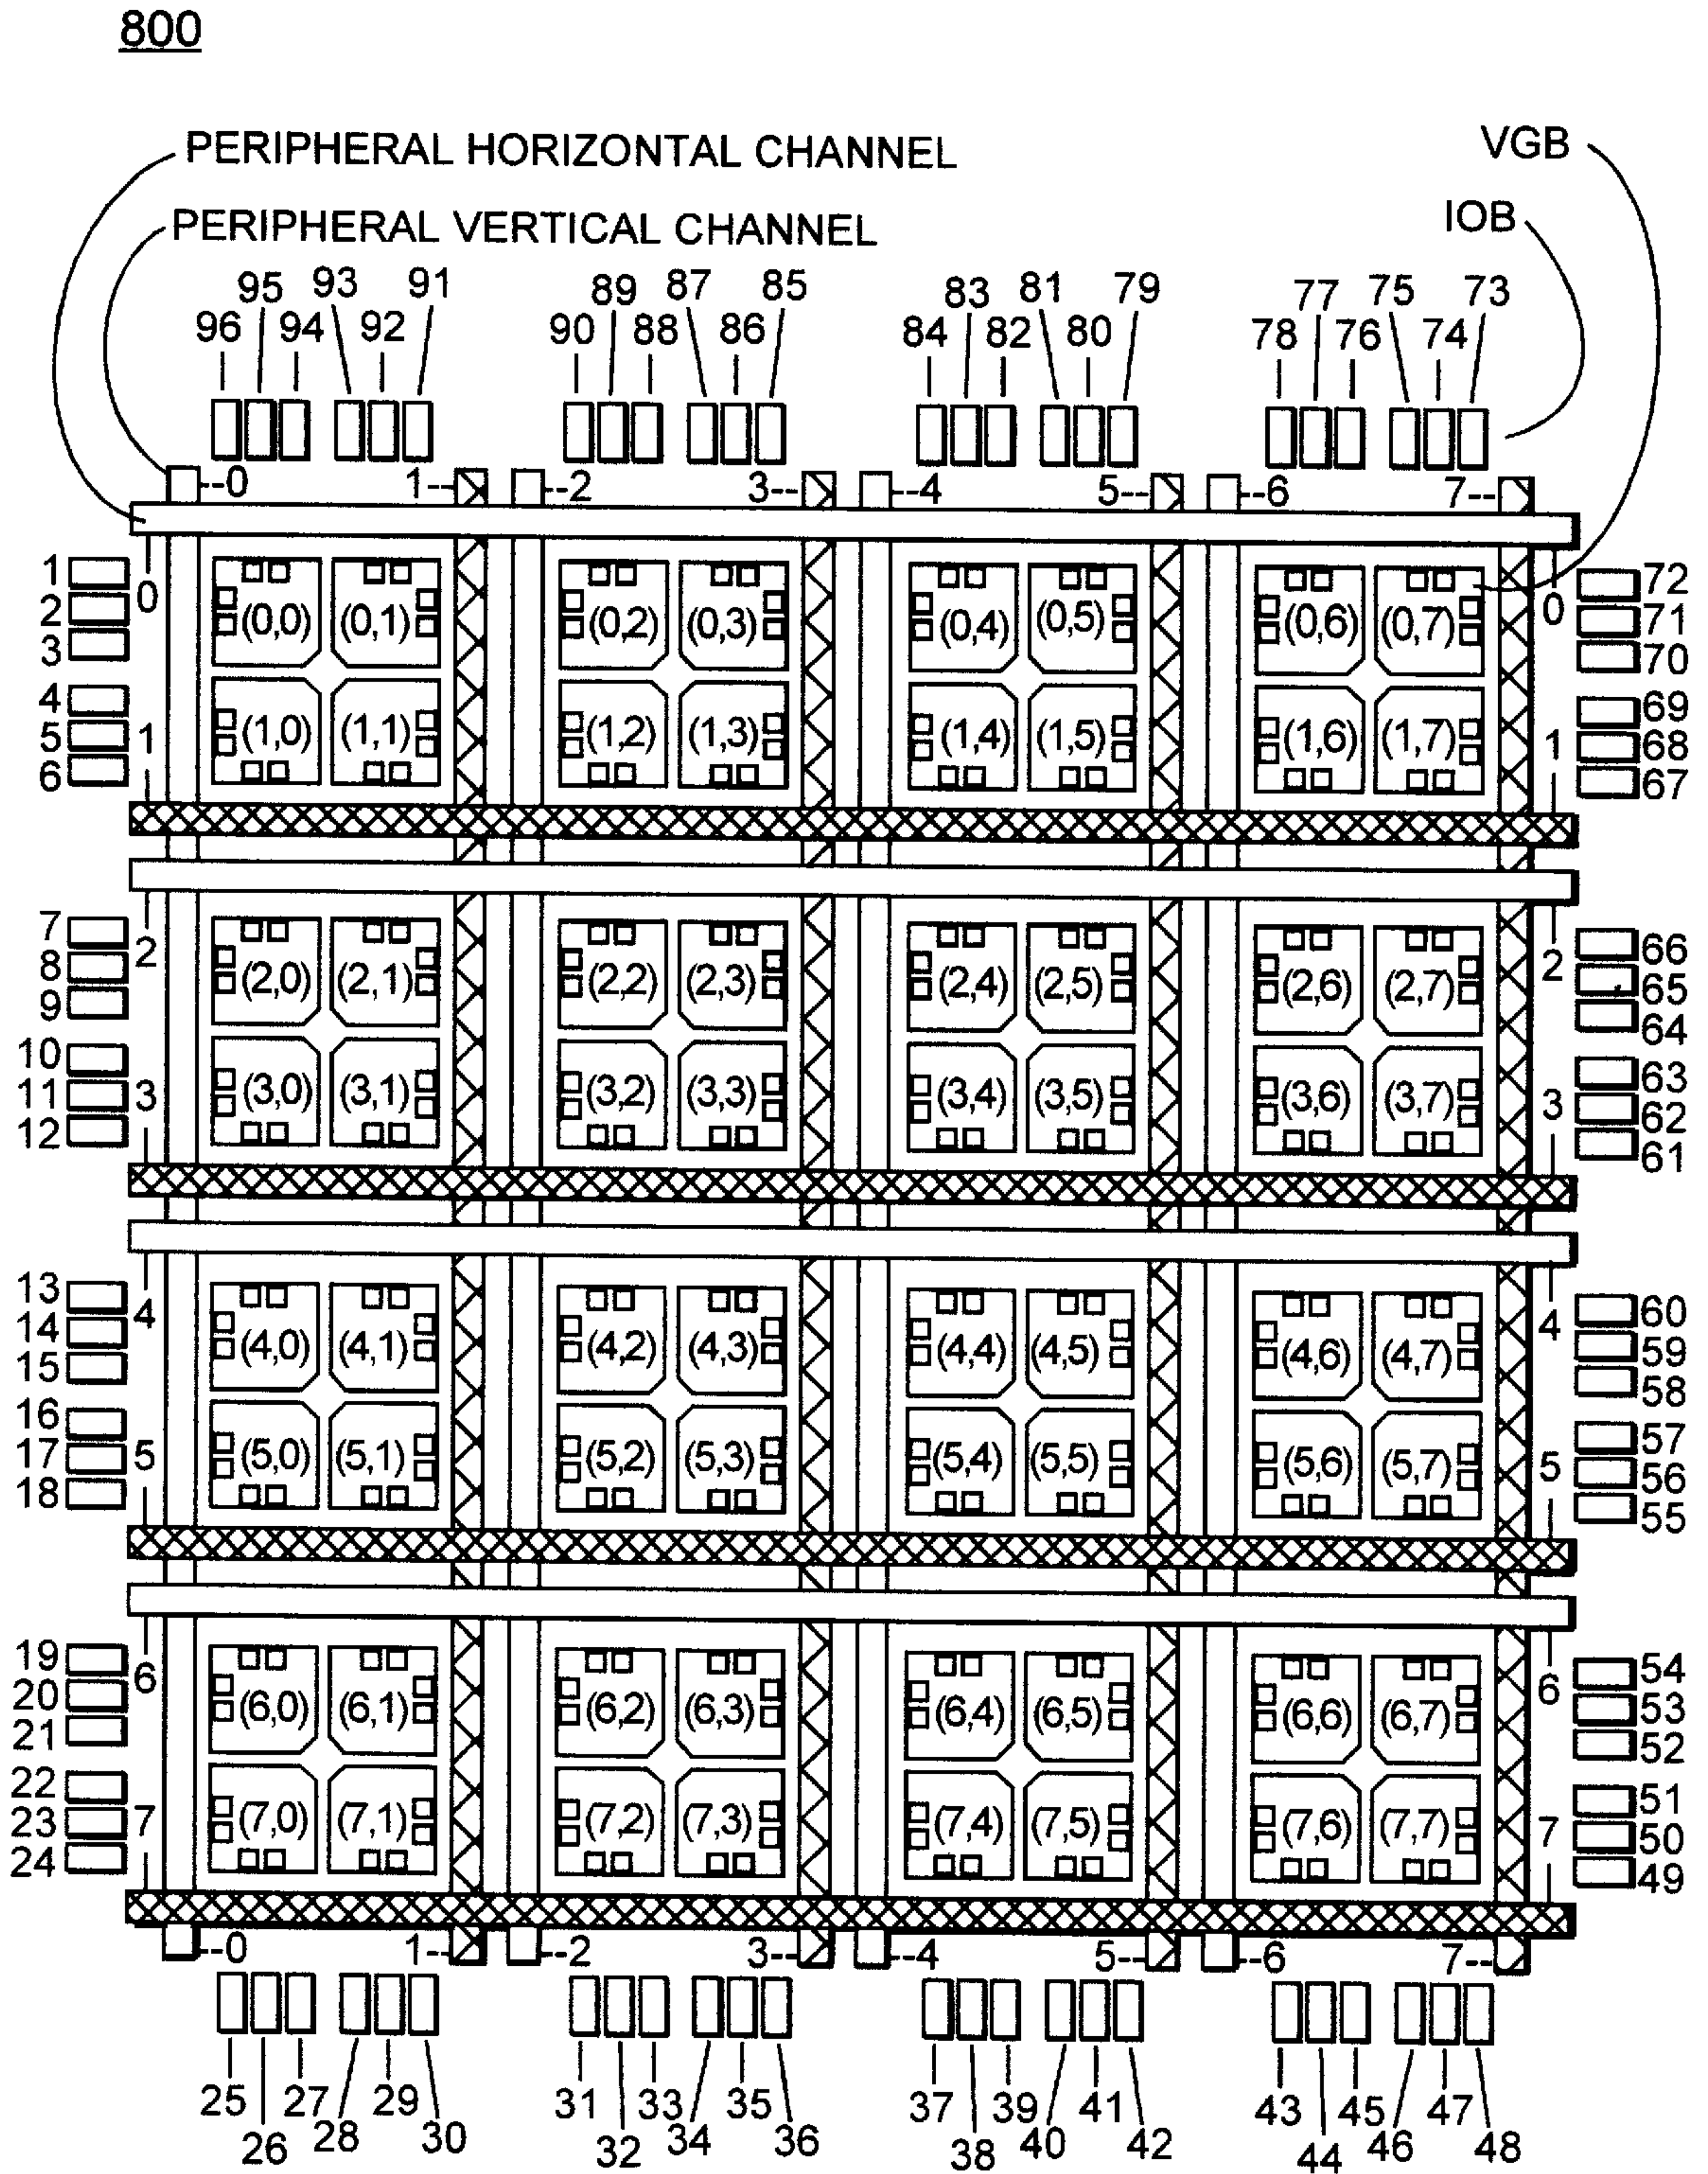 800
PERIPHERAL HORIZONTAL CHANNEL
VGB
PERIPHERAL VERTICAL CHANNEL
IOB
95 93 91 89 87 85 83 81 79 77 75 73
96 94 92 90 88 86 84 82 80 78 76 74
--0 1-- --2 3-- --4 5-- --6 7--
1 0 (0,0) (0,1) (0,2) (0,3) (0,4) (0,5) (0,6) (0,7) 0 72
2 71
3 70
4 69
5 1 (1,0) (1,1) (1,2) (1,3) (1,4) (1,5) (1,6) (1,7) 1 68
6 67
7 66
8 2 (2,0) (2,1) (2,2) (2,3) (2,4) (2,5) (2,6) (2,7) 2 65
9 64
10 63
11 3 (3,0) (3,1) (3,2) (3,3) (3,4) (3,5) (3,6) (3,7) 3 62
12 61
13 60
14 4 (4,0) (4,1) (4,2) (4,3) (4,4) (4,5) (4,6) (4,7) 4 59
15 58
16 57
17 5 (5,0) (5,1) (5,2) (5,3) (5,4) (5,5) (5,6) (5,7) 5 56
18 55
19 54
20 6 (6,0) (6,1) (6,2) (6,3) (6,4) (6,5) (6,6) (6,7) 6 53
21 52
22 51
23 7 (7,0) (7,1) (7,2) (7,3) (7,4) (7,5) (7,6) (7,7) 7 50
24 49
--0 1-- --2 3-- --4 5-- --6 7--
25 27 29 31 33 35 37 39 41 43 45 47
26 28 30 32 34 36 38 40 42 44 46 48